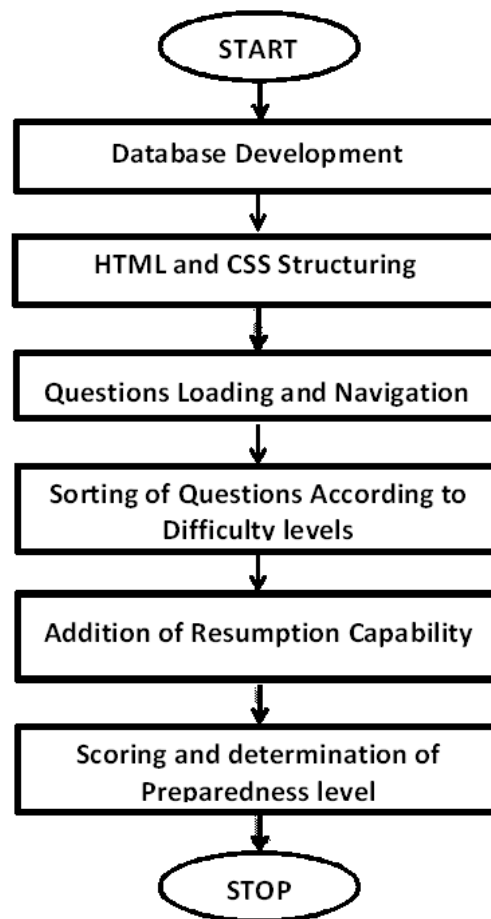 START
Database Development
HTML and CSS Structuring
Questions Loading and Navigation
Sorting of Questions According to
Difficulty levels
Addition of Resumption Capability
Scoring and determination of
Preparedness level
STOP